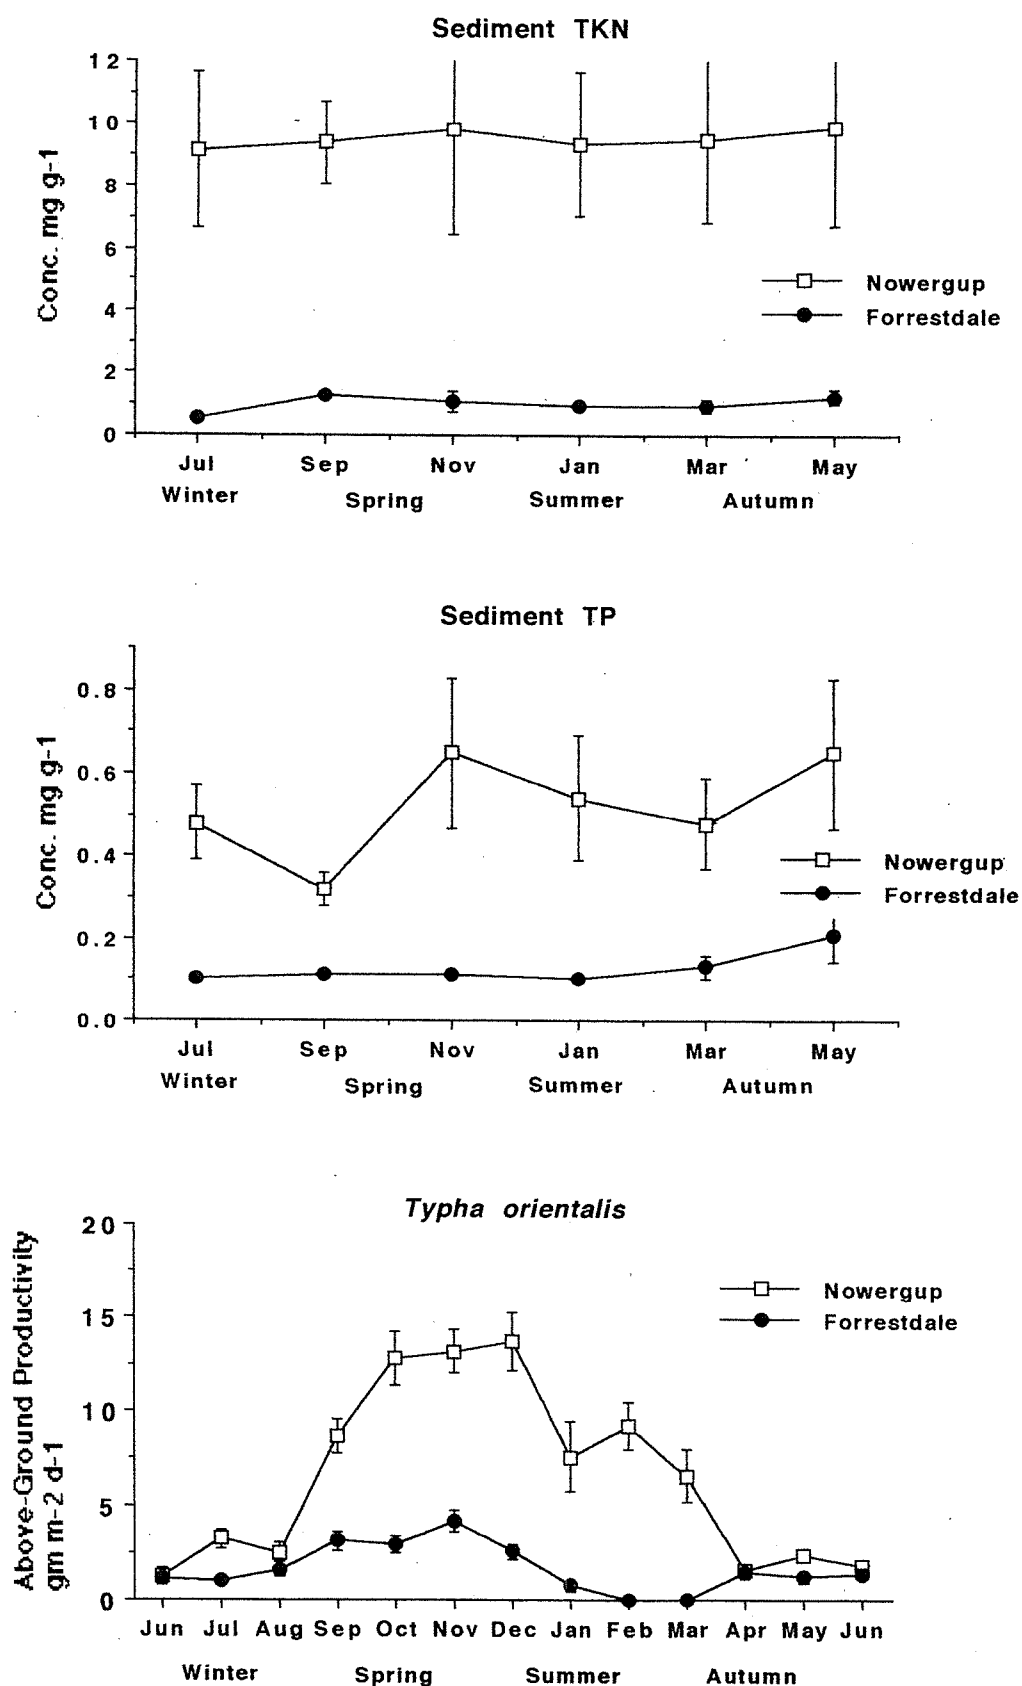 Sediment TKN
Conc. mg g-1
12
10
8
6
4
2
0
Nowergup
Forrestdale
Jul Sep Nov Jan Mar May
Winter Spring Summer Autumn
Sediment TP
Conc. mg g-1
0.8
0.6
0.4
0.2
0.0
Nowergup
Forrestdale
Jul Sep Nov Jan Mar May
Winter Spring Summer Autumn
Typha orientalis
Above-Ground Productivity
gm m-2 d-1
20
15
10
5
0
Nowergup
Forrestdale
Jun Jul Aug Sep Oct Nov Dec Jan Feb Mar Apr May Jun
Winter Spring Summer Autumn